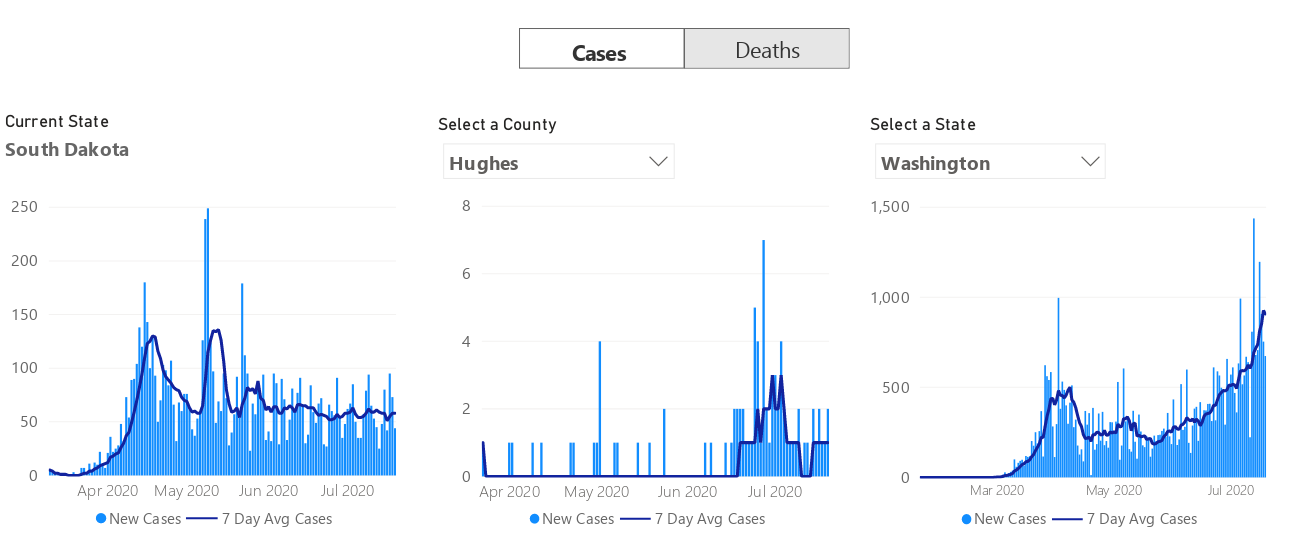 Cases Deaths
Current State
South Dakota
250
200
150
100
50
0
Apr 2020 May 2020 Jun 2020 Jul 2020
New Cases 7 Day Avg Cases
Select a County
Hughes
8
6
4
2
0
Apr 2020 May 2020 Jun 2020 Jul 2020
New Cases 7 Day Avg Cases
Select a State
Washington
1,500
1,000
500
0
Mar 2020 May 2020 Jul 2020
New Cases 7 Day Avg Cases